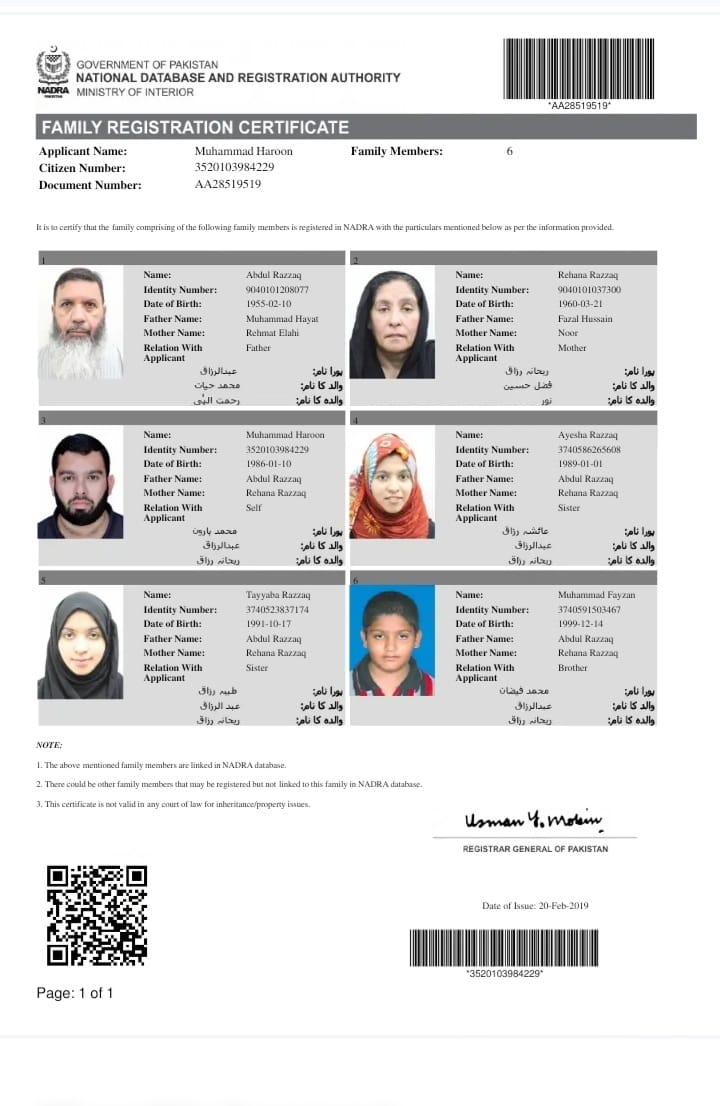 GOVERNMENT OF PAKISTAN
NATIONAL DATABASE AND REGISTRATION AUTHORITY
NADRA MINISTRY OF INTERIOR
PAKISTAN
*AA28519519*
FAMILY REGISTRATION CERTIFICATE
Applicant Name: Muhammad Haroon Family Members: 6
Citizen Number: 3520103984229
Document Number: AA28519519
It is to certify that the family comprising of the following family members is registered in NADRA with the particulars mentioned below as per the information provided.
1
Name: Abdul Razzaq
Identity Number: 9040101208077
Date of Birth: 1955-02-10
Father Name: Muhammad Hayat
Mother Name: Rehmat Elahi
Relation With Father
Applicant
پورا نام: عبدالرزاق
والد کا نام: محمد حیات
والدہ کا نام: رحمت الہٰی
2
Name: Rehana Razzaq
Identity Number: 9040101037300
Date of Birth: 1960-03-21
Father Name: Fazal Hussain
Mother Name: Noor
Relation With Mother
Applicant
پورا نام: ریحانہ رزاق
والد کا نام: فضل حسین
والدہ کا نام: نور
3
Name: Muhammad Haroon
Identity Number: 3520103984229
Date of Birth: 1986-01-10
Father Name: Abdul Razzaq
Mother Name: Rehana Razzaq
Relation With Self
Applicant
پورا نام: محمد ہارون
والد کا نام: عبدالرزاق
والدہ کا نام: ریحانہ رزاق
4
Name: Ayesha Razzaq
Identity Number: 3740586265608
Date of Birth: 1989-01-01
Father Name: Abdul Razzaq
Mother Name: Rehana Razzaq
Relation With Sister
Applicant
پورا نام: عائشہ رزاق
والد کا نام: عبدالرزاق
والدہ کا نام: ریحانہ رزاق
5
Name: Tayyaba Razzaq
Identity Number: 3740523837174
Date of Birth: 1991-10-17
Father Name: Abdul Razzaq
Mother Name: Rehana Razzaq
Relation With Sister
Applicant
پورا نام: طیبہ رزاق
والد کا نام: عبد الرزاق
والدہ کا نام: ریحانہ رزاق
6
Name: Muhammad Fayzan
Identity Number: 3740591503467
Date of Birth: 1999-12-14
Father Name: Abdul Razzaq
Mother Name: Rehana Razzaq
Relation With Brother
Applicant
پورا نام: محمد فیضان
والد کا نام: عبدالرزاق
والدہ کا نام: ریحانہ رزاق
NOTE:
1. The above mentioned family members are linked in NADRA database.
2. There could be other family members that may be registered but not linked to this family in NADRA database.
3. This certificate is not valid in any court of law for inheritance/property issues.
Usman Y. Mobin
REGISTRAR GENERAL OF PAKISTAN
Date of Issue: 20-Feb-2019
*3520103984229*
Page: 1 of 1